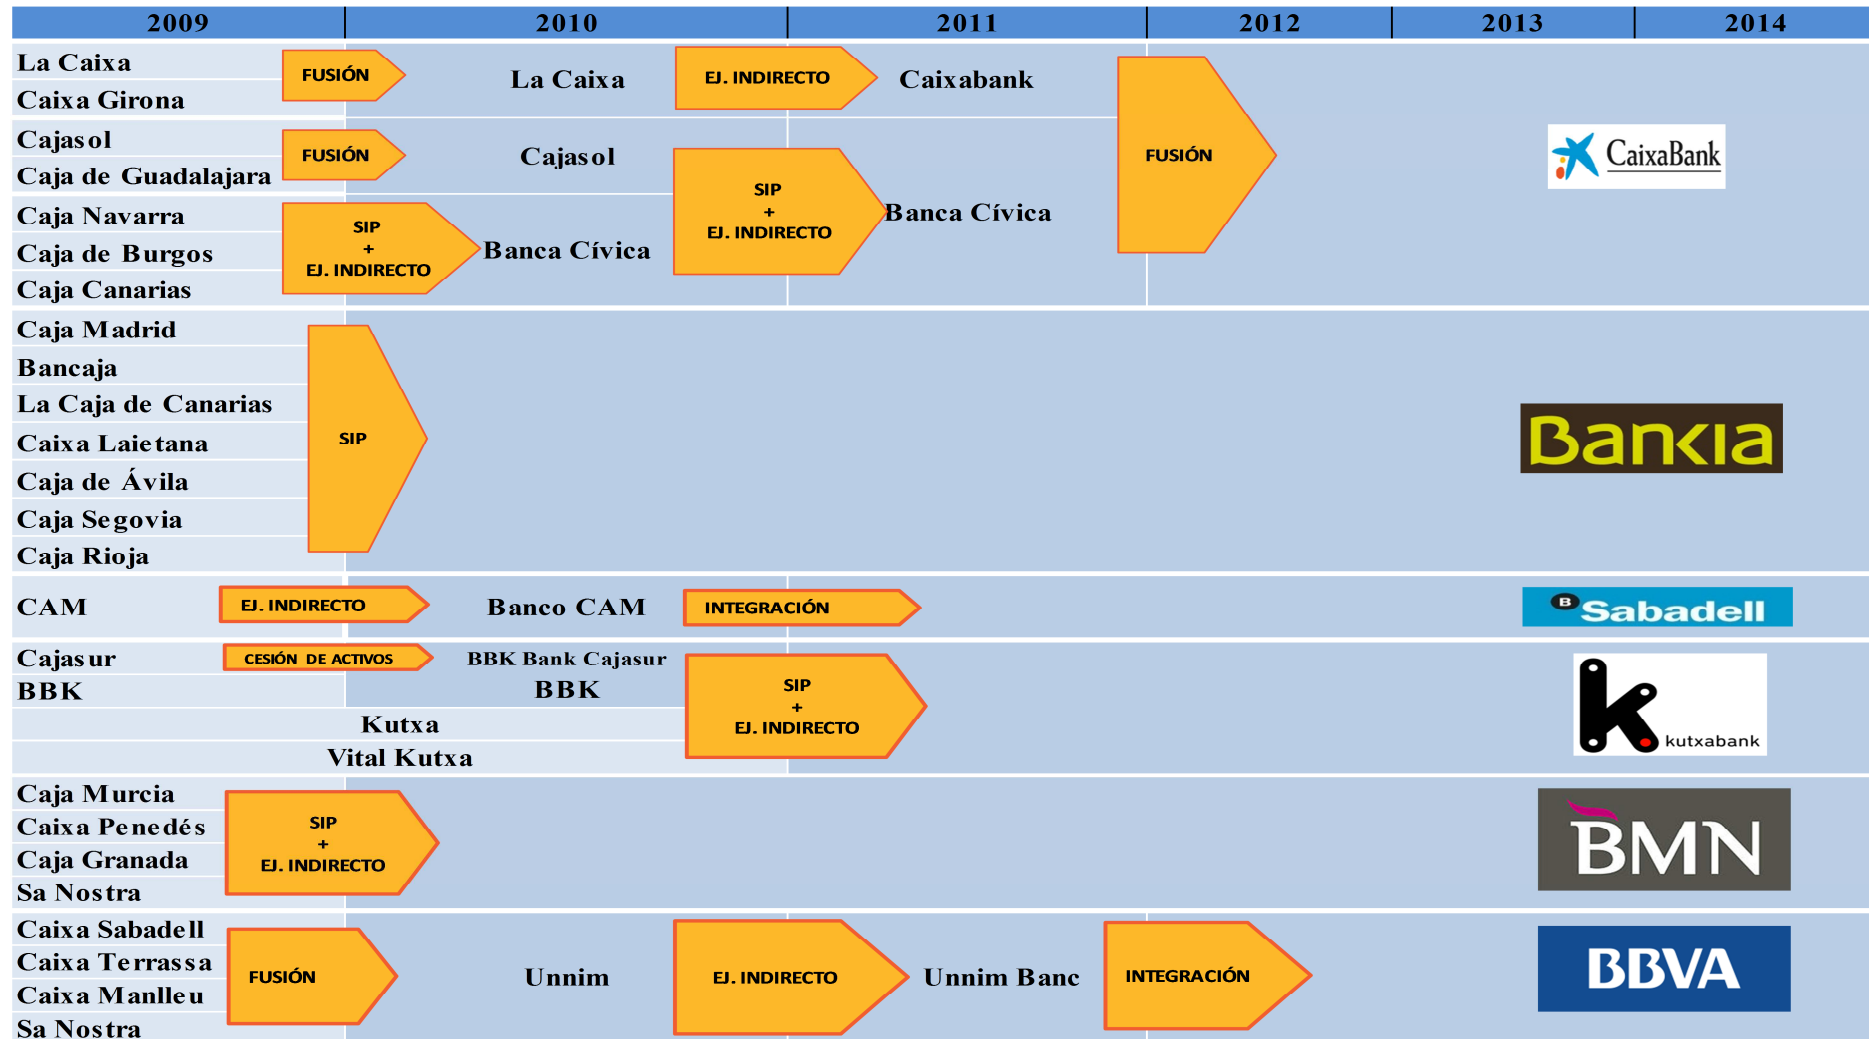 2009 2010 2011 2012 2013 2014
La Caixa
Caixa Girona
FUSIÓN
La Caixa
EJ. INDIRECTO
Caixabank
Cajasol
Caja de Guadalajara
FUSIÓN
Cajasol
Caja Navarra
Caja de Burgos
Caja Canarias
SIP
+
EJ. INDIRECTO
Banca Cívica
SIP
+
EJ. INDIRECTO
Banca Cívica
FUSIÓN
CaixaBank
Caja Madrid
Bancaja
La Caja de Canarias
Caixa Laietana
Caja de Ávila
Caja Segovia
Caja Rioja
SIP
Bankia
CAM
EJ. INDIRECTO
Banco CAM
INTEGRACIÓN
B Sabadell
Cajasur
CESIÓN DE ACTIVOS
BBK Bank Cajasur
BBK
BBK
Kutxa
Vital Kutxa
SIP
+
EJ. INDIRECTO
k
kutxabank
Caja Murcia
Caixa Penedés
Caja Granada
Sa Nostra
SIP
+
EJ. INDIRECTO
BMN
Caixa Sabadell
Caixa Terrassa
Caixa Manlleu
Sa Nostra
FUSIÓN
Unnim
EJ. INDIRECTO
Unnim Banc
INTEGRACIÓN
BBVA